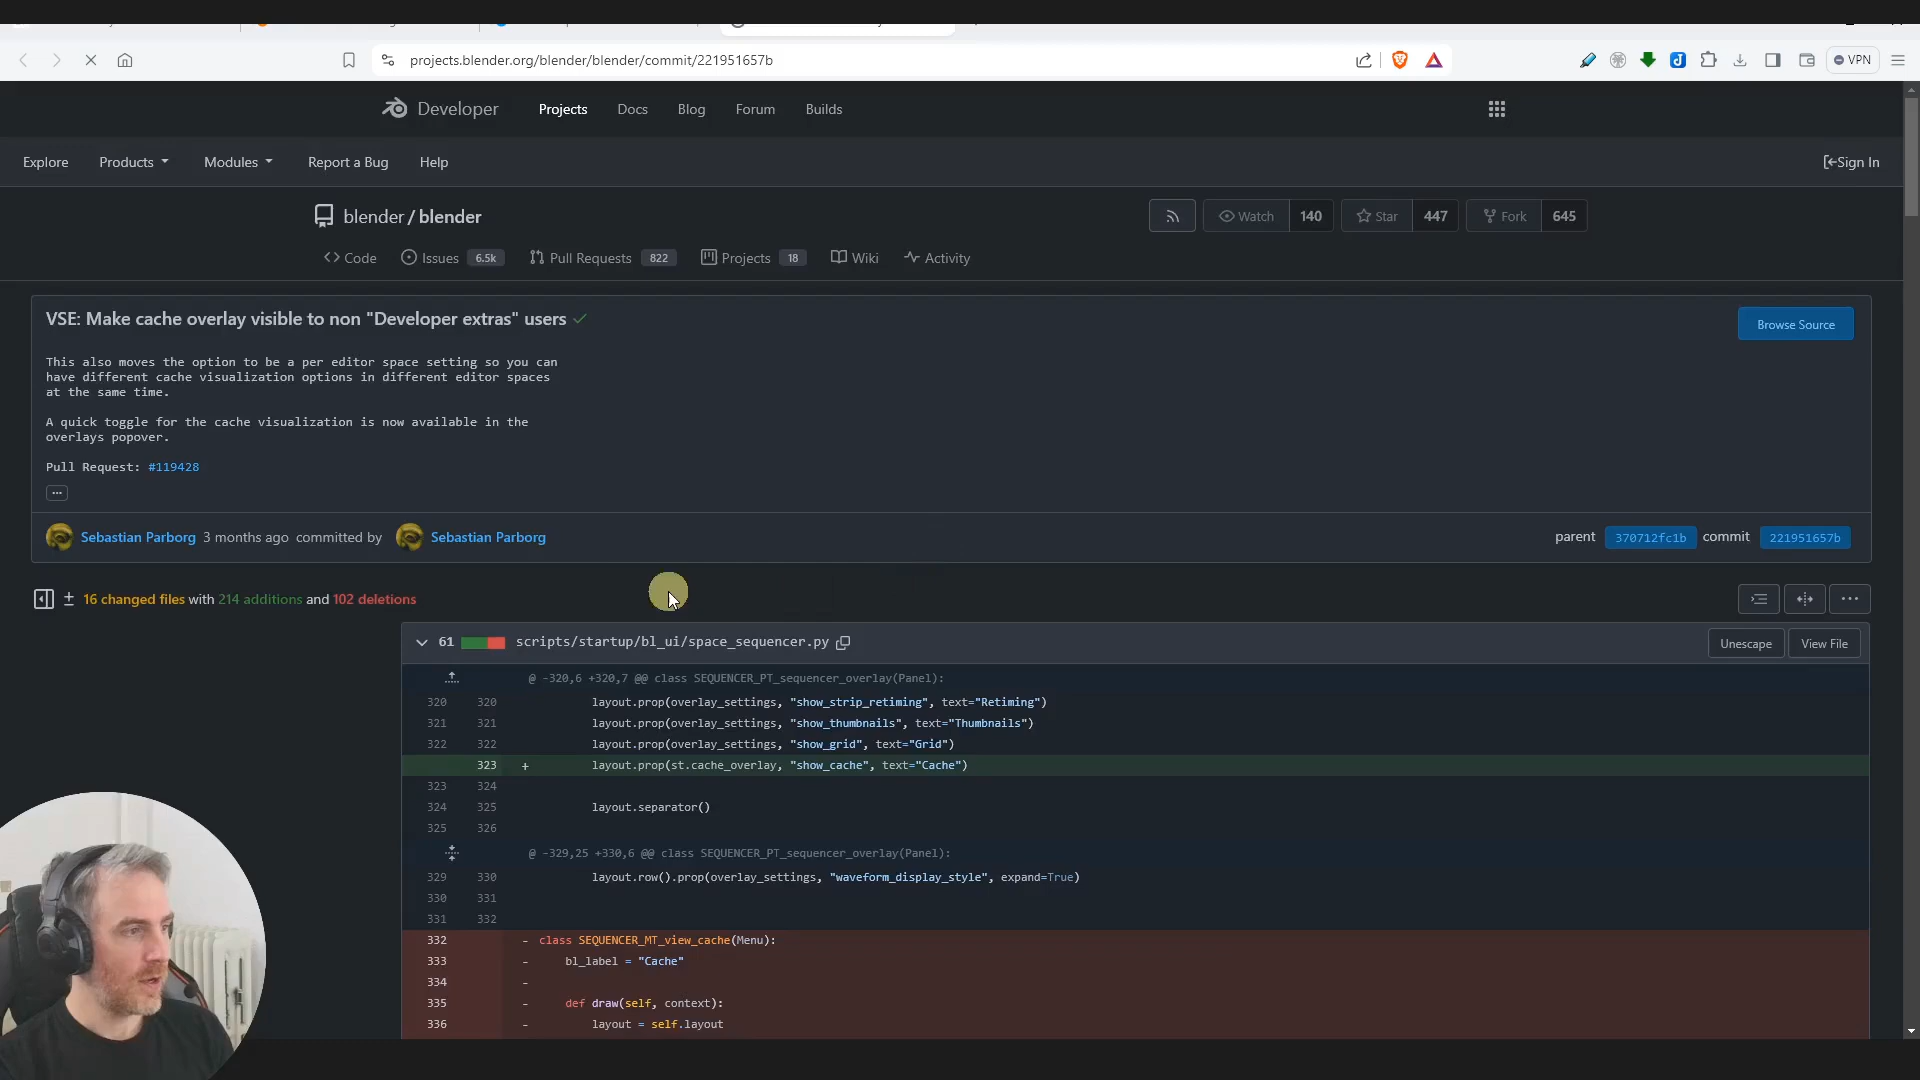 projects.blender.org/blender/blender/commit/221951657b
VPN
Developer
Projects
Docs
Blog
Forum
Builds
Explore
Products
Modules
Report a Bug
Help
Sign In
blender / blender
Watch 140
Star 447
Fork 645
Code
Issues 6.5k
Pull Requests 822
Projects 18
Wiki
Activity
VSE: Make cache overlay visible to non "Developer extras" users
Browse Source
This also moves the option to be a per editor space setting so you can
have different cache visualization options in different editor spaces
at the same time.
A quick toggle for the cache visualization is now available in the
overlays popover.
Pull Request: #119428
...
Sebastian Parborg 3 months ago committed by Sebastian Parborg
parent 370712fc1b commit 221951657b
16 changed files with 214 additions and 102 deletions
61 scripts/startup/bl_ui/space_sequencer.py
Unescape
View File
@ -320,6 +320,7 @@ class SEQUENCER_PT_sequencer_overlay(Panel):
320 320 layout.prop(overlay_settings, "show_strip_retiming", text="Retiming")
321 321 layout.prop(overlay_settings, "show_thumbnails", text="Thumbnails")
322 322 layout.prop(overlay_settings, "show_grid", text="Grid")
323 + layout.prop(st.cache_overlay, "show_cache", text="Cache")
323 324
324 325 layout.separator()
325 326
@ -329,25 +330,6 @@ class SEQUENCER_PT_sequencer_overlay(Panel):
329 330 layout.row().prop(overlay_settings, "waveform_display_style", expand=True)
330 331
331 332
332 - class SEQUENCER_MT_view_cache(Menu):
333 - bl_label = "Cache"
334 -
335 - def draw(self, context):
336 - layout = self.layout